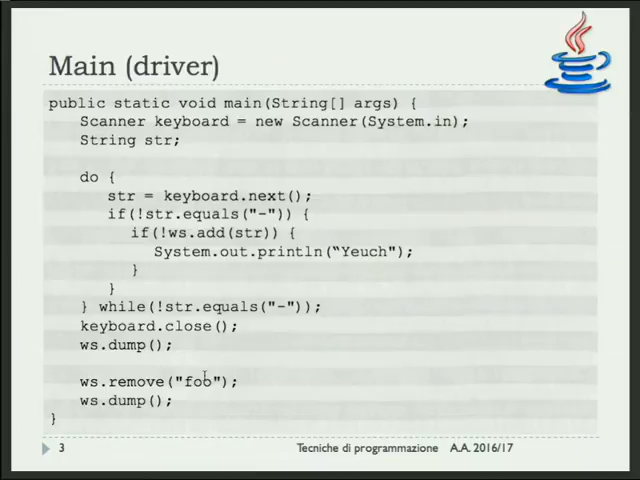 Main (driver)
public static void main(String[] args) {
Scanner keyboard = new Scanner(System.in);
String str;
do {
str = keyboard.next();
if(!str.equals("-")) {
if(!ws.add(str)) {
System.out.println(“Yeuch");
}
}
} while(!str.equals("-"));
keyboard.close();
ws.dump();
ws.remove("foo");
ws.dump();
}
3 Tecniche di programmazione A.A. 2016/17